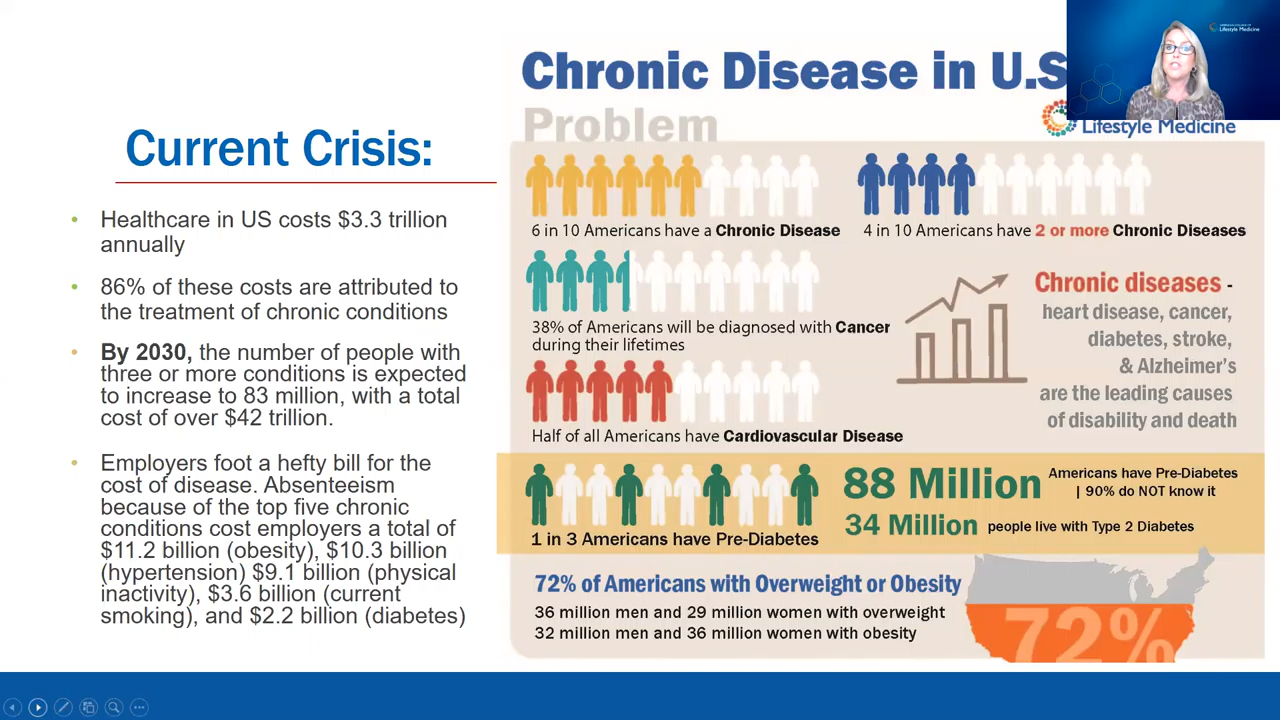 Current Crisis:
• Healthcare in US costs $3.3 trillion
annually
• 86% of these costs are attributed to
the treatment of chronic conditions
• By 2030, the number of people with
three or more conditions is expected
to increase to 83 million, with a total
cost of over $42 trillion.
• Employers foot a hefty bill for the
cost of disease. Absenteeism
because of the top five chronic
conditions cost employers a total of
$11.2 billion (obesity), $10.3 billion
(hypertension) $9.1 billion (physical
inactivity), $3.6 billion (current
smoking), and $2.2 billion (diabetes)
Chronic Disease in U.S
Problem
Lifestyle Medicine
Lifestyle Medicine
6 in 10 Americans have a Chronic Disease
4 in 10 Americans have 2 or more Chronic Diseases
38% of Americans will be diagnosed with Cancer
during their lifetimes
Chronic diseases -
heart disease, cancer,
diabetes, stroke,
& Alzheimer's
are the leading causes
of disability and death
Half of all Americans have Cardiovascular Disease
1 in 3 Americans have Pre-Diabetes
88 Million
Americans have Pre-Diabetes
| 90% do NOT know it
34 Million people live with Type 2 Diabetes
72% of Americans with Overweight or Obesity
36 million men and 29 million women with overweight
32 million men and 36 million women with obesity
72%